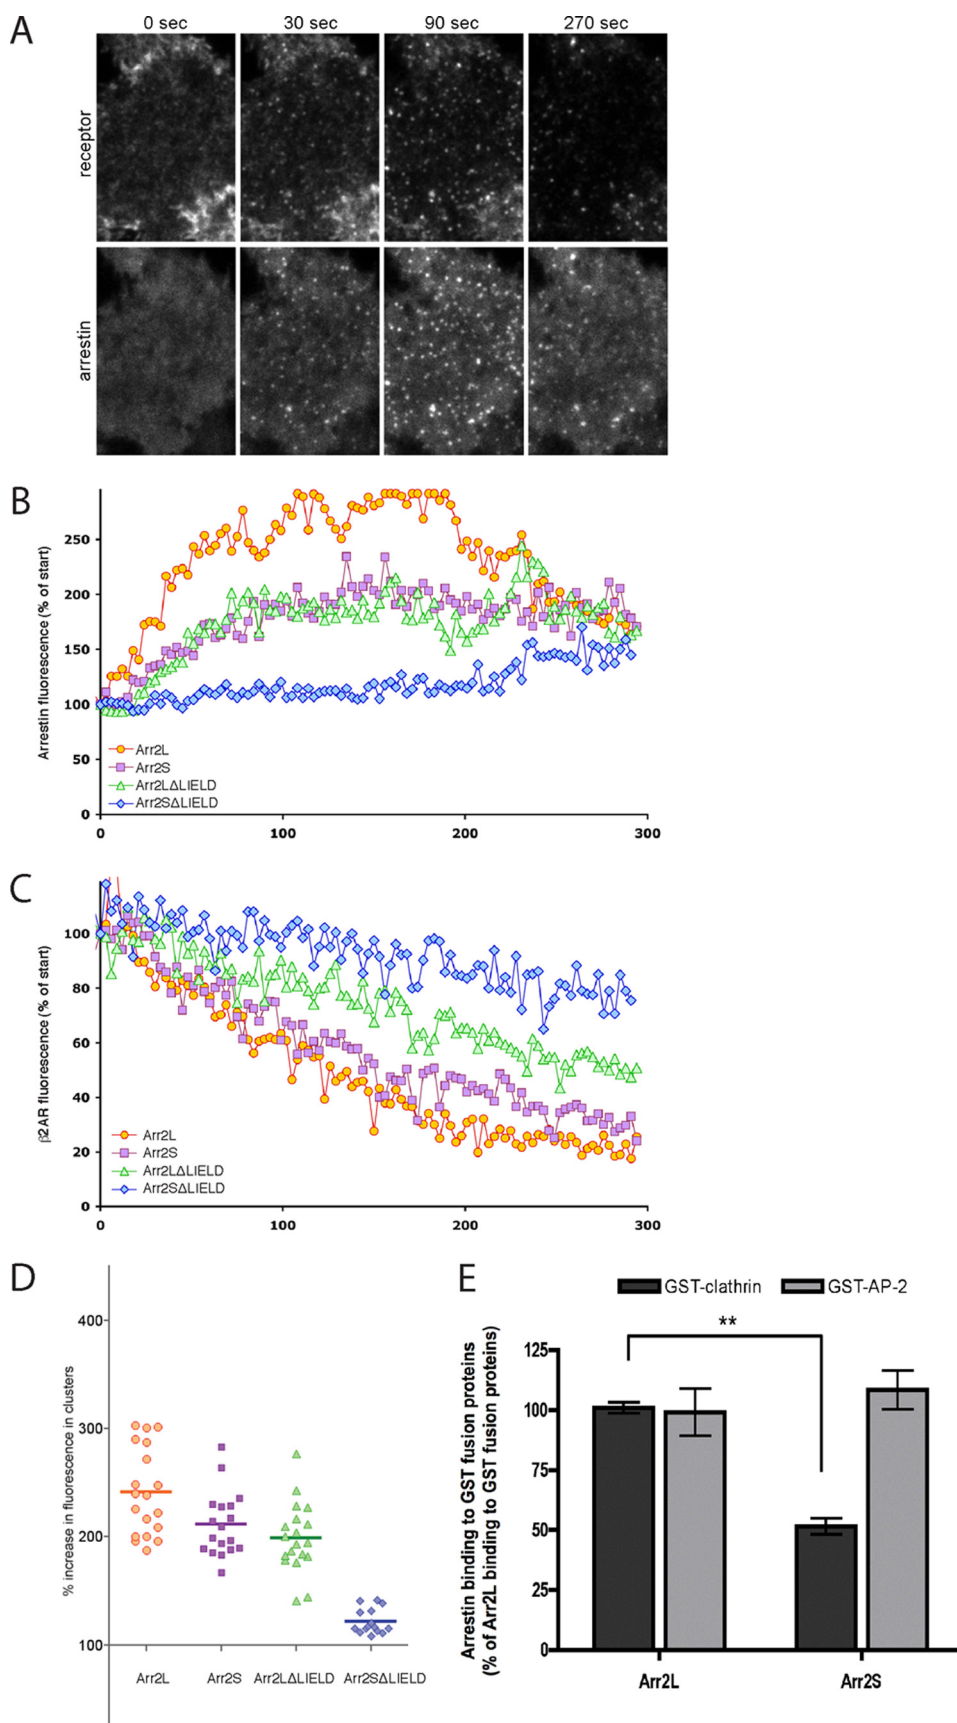 A
0 sec 30 sec 90 sec 270 sec
receptor
arrestin
B
Arrestin fluorescence (% of start)
250
200
150
100
50
0
Arr2L
Arr2S
Arr2LΔLIELD
Arr2SΔLIELD
0 100 200 300
C
β2AR fluorescence (% of start)
100
80
60
40
20
0
Arr2L
Arr2S
Arr2LΔLIELD
Arr2SΔLIELD
0 100 200 300
D
% increase in fluorescence in clusters
400
300
200
100
Arr2L Arr2S Arr2LΔLIELD Arr2SΔLIELD
E
GST-clathrin GST-AP-2
Arrestin binding to GST fusion proteins
(% of Arr2L binding to GST fusion proteins)
**
125
100
75
50
25
0
Arr2L Arr2S